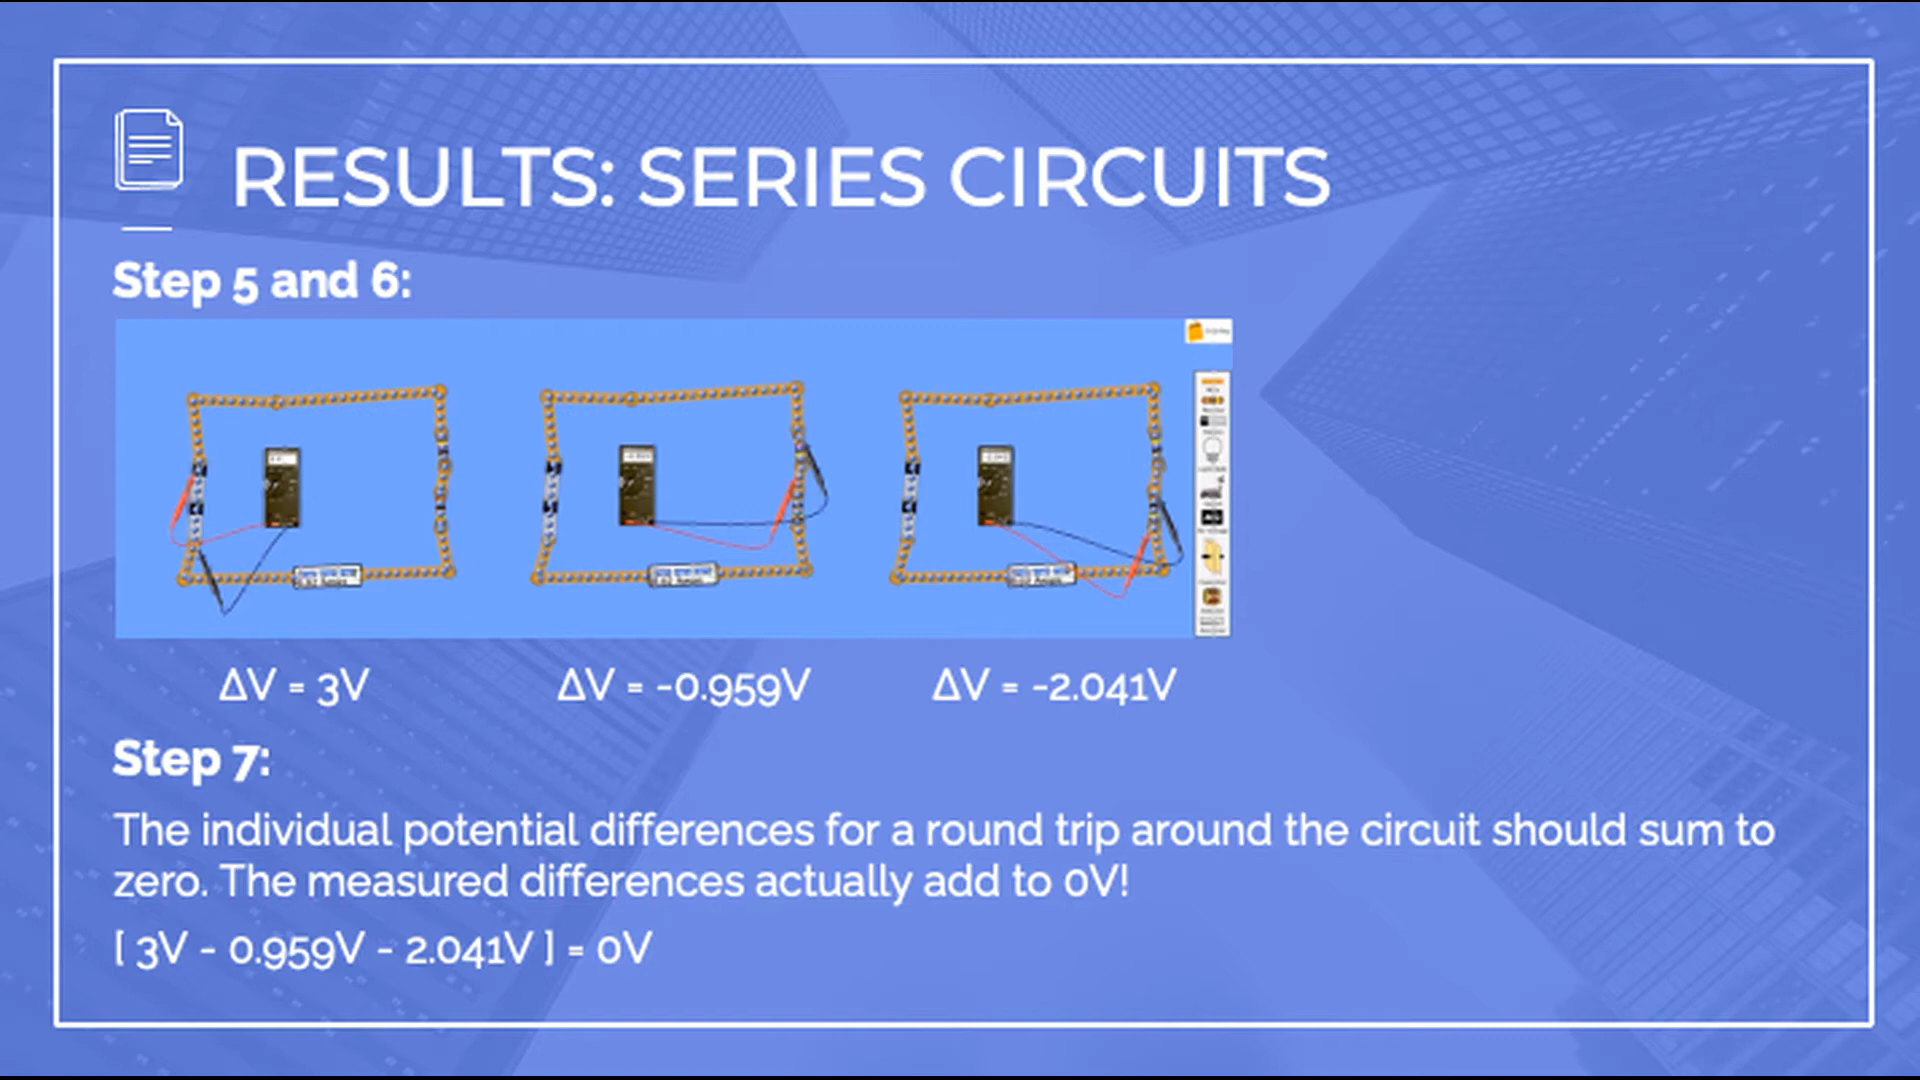 RESULTS: SERIES CIRCUITS
Step 5 and 6:
ΔV = 3V
ΔV = -0.959V
ΔV = -2.041V
Step 7:
The individual potential differences for a round trip around the circuit should sum to
zero. The measured differences actually add to 0V!
[ 3V - 0.959V - 2.041V ] = 0V